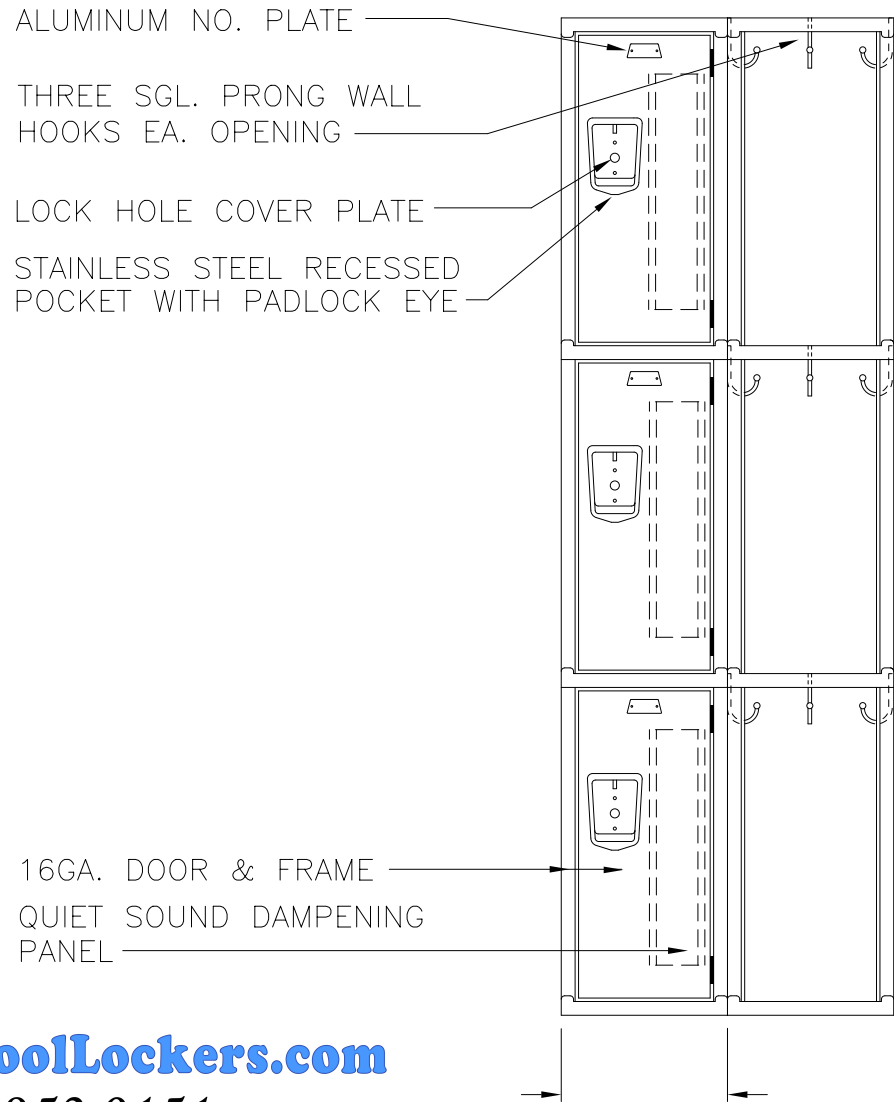 ALUMINUM NO. PLATE
THREE SGL. PRONG WALL
HOOKS EA. OPENING
LOCK HOLE COVER PLATE
STAINLESS STEEL RECESSED
POCKET WITH PADLOCK EYE
16GA. DOOR & FRAME
QUIET SOUND DAMPENING
PANEL
oolLockers.com